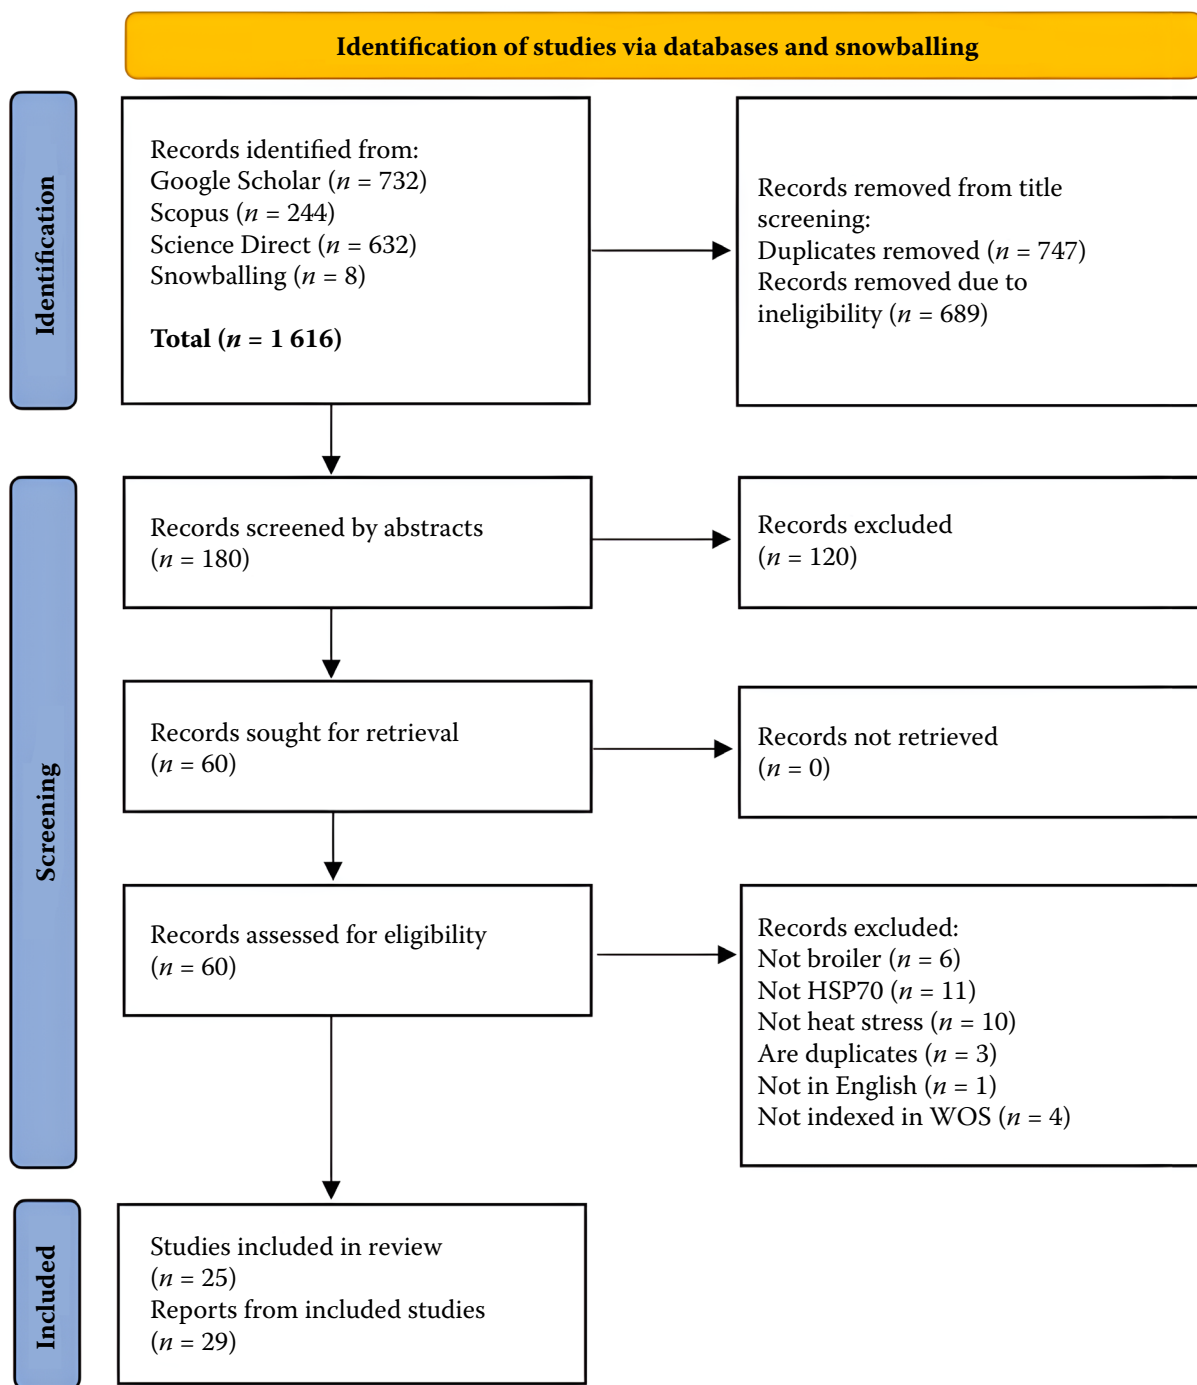 Identification of studies via databases and snowballing
Identification
Records identified from:
Google Scholar (n = 732)
Scopus (n = 244)
Science Direct (n = 632)
Snowballing (n = 8)
Total (n = 1 616)
Records removed from title
screening:
Duplicates removed (n = 747)
Records removed due to
ineligibility (n = 689)
Screening
Records screened by abstracts
(n = 180)
Records excluded
(n = 120)
Records sought for retrieval
(n = 60)
Records not retrieved
(n = 0)
Records assessed for eligibility
(n = 60)
Records excluded:
Not broiler (n = 6)
Not HSP70 (n = 11)
Not heat stress (n = 10)
Are duplicates (n = 3)
Not in English (n = 1)
Not indexed in WOS (n = 4)
Included
Studies included in review
(n = 25)
Reports from included studies
(n = 29)